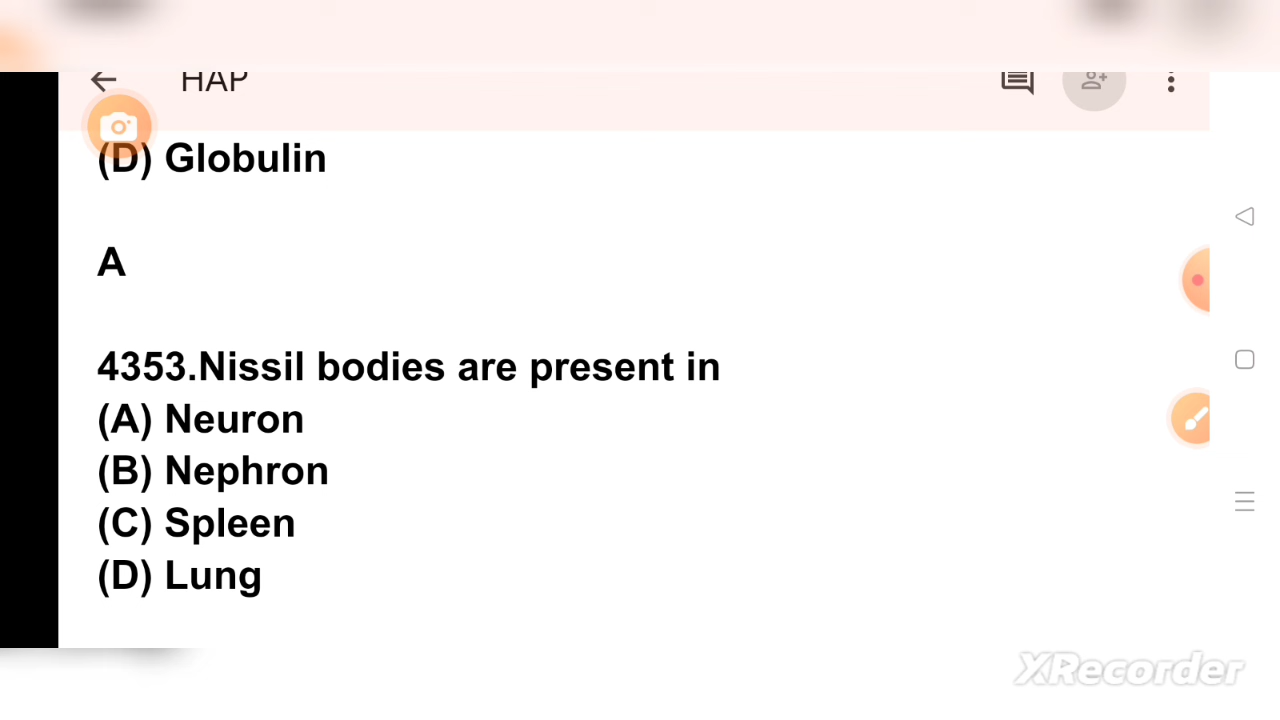 HAP
(D) Globulin
A
4353.Nissil bodies are present in
(A) Neuron
(B) Nephron
(C) Spleen
(D) Lung
XRecorder